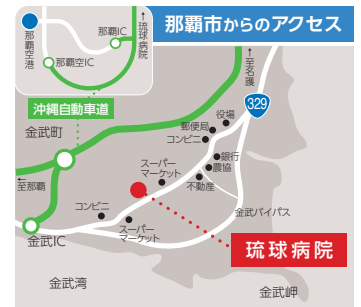 那覇市からのアクセス
那覇空港
那覇IC
那覇空IC
↑琉球病院
沖縄自動車道
↑至名護
329
金武町
役場
郵便局
コンビニ
銀行
農協
不動産
スーパー
マーケット
←
至那覇
コンビニ
スーパー
マーケット
金武バイパス
金武IC
琉球病院
金武湾
金武岬